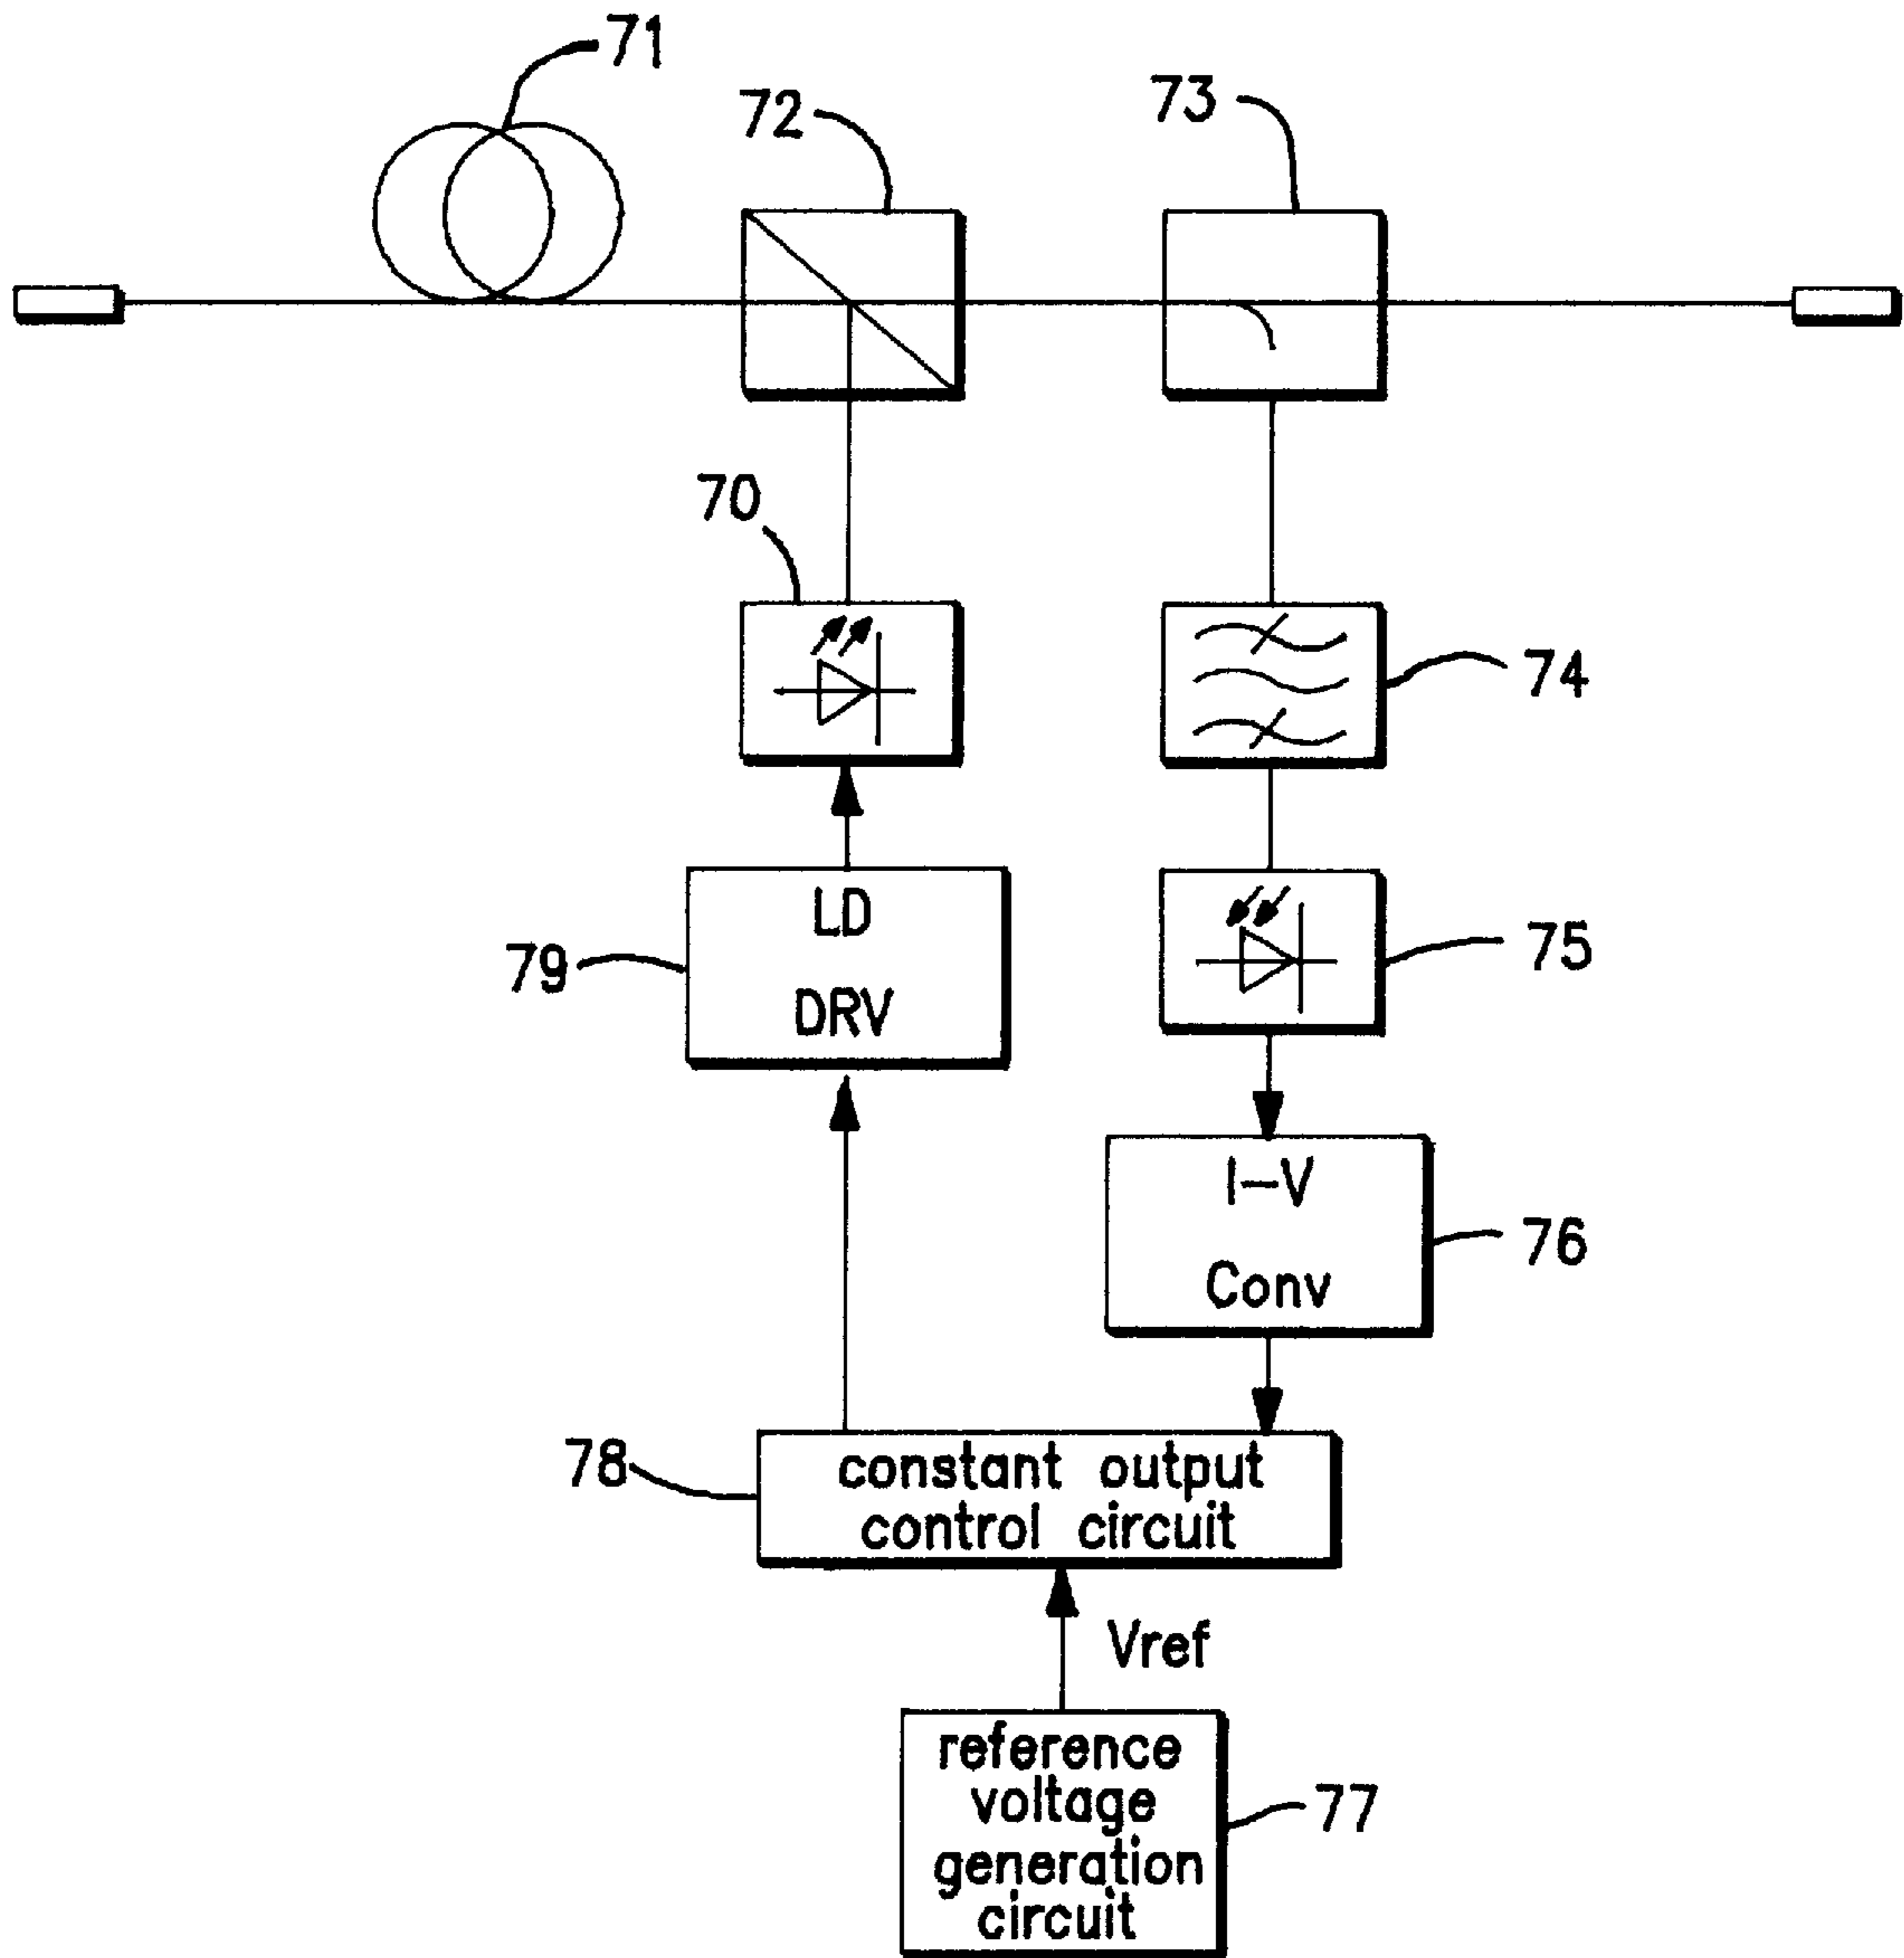 71
72
73
70
74
LD
DRV
79
75
I-V
Conv
76
78
constant output
control circuit
Vref
reference
voltage
generation
circuit
77